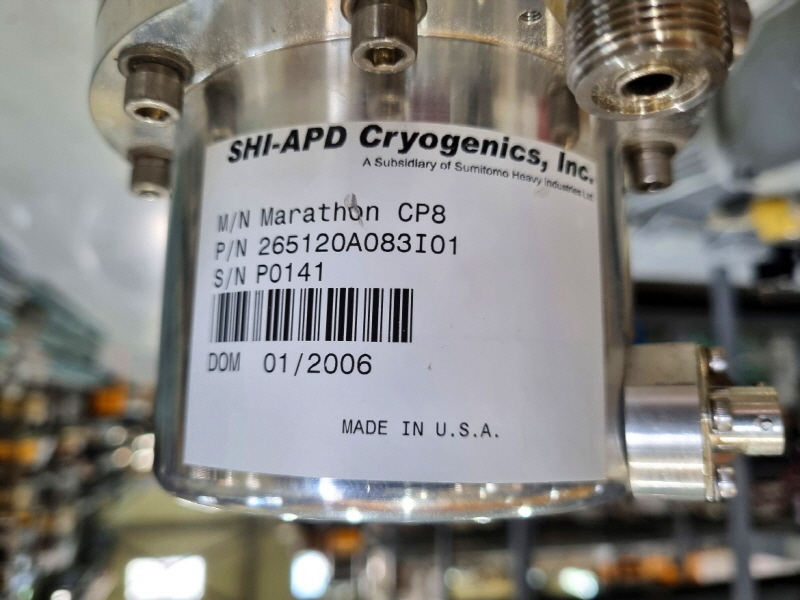 SHI-APD Cryogenics, Inc.
A Subsidiary of Sumitomo Heavy Industries Ltd.
M/N Marathon CP8
P/N 265120A083I01
S/N P0141
DOM 01/2006
MADE IN U.S.A.